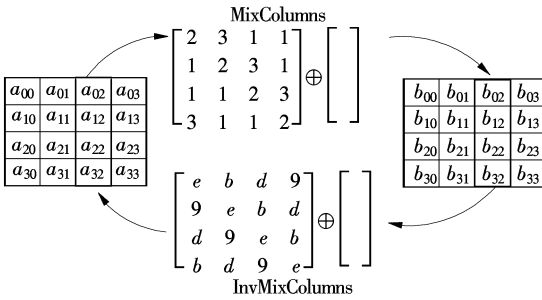 MixColumns
2 3 1 1
1 2 3 1
1 1 2 3
3 1 1 2
⊕
a00 a01 a02 a03
a10 a11 a12 a13
a20 a21 a22 a23
a30 a31 a32 a33
b00 b01 b02 b03
b10 b11 b12 b13
b20 b21 b22 b23
b30 b31 b32 b33
e b d 9
9 e b d
d 9 e b
b d 9 e
⊕
InvMixColumns